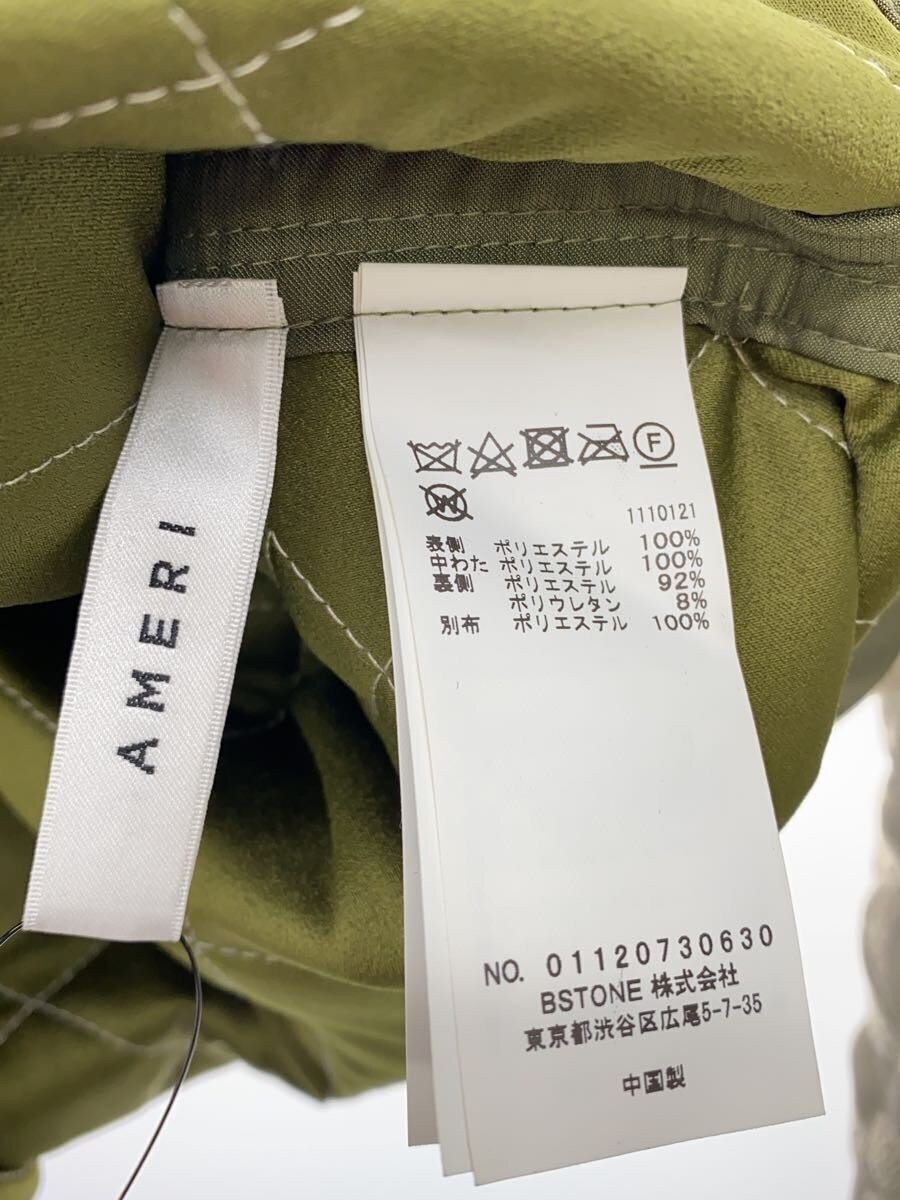 AMERI
F
W
1110121
表側 ポリエステル 100%
中わた ポリエステル 100%
裏側 ポリエステル 92%
ポリウレタン 8%
別布 ポリエステル 100%
NO. 01120730630
BSTONE 株式会社
東京都渋谷区広尾5-7-35
中国製